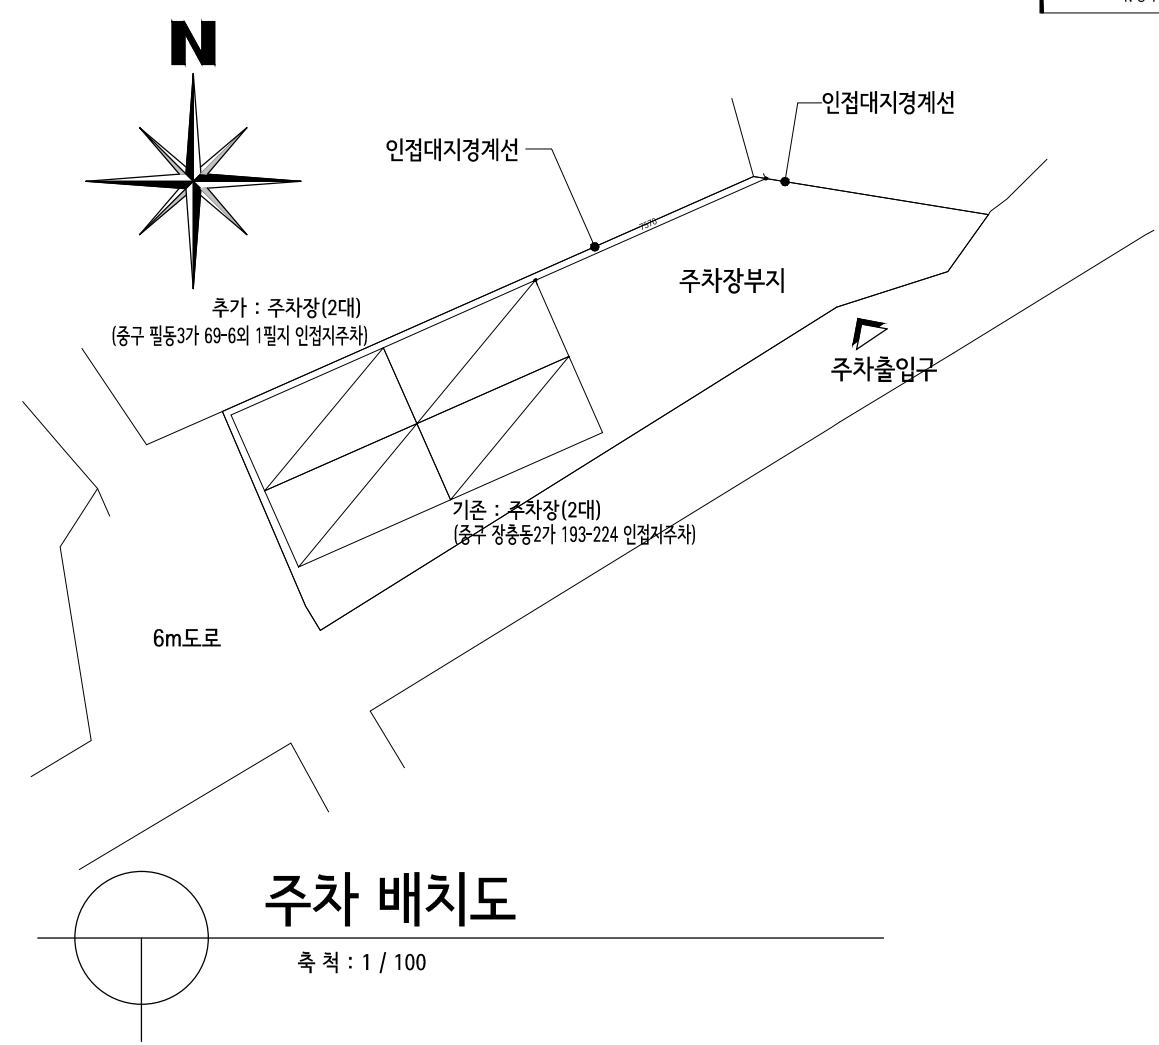 N
인접대지경계선
인접대지경계선
7570
주차장부지
추가 : 주차장(2대)
(중구 필동3가 69-6외 1필지 인접지주차)
주차출입구
기존 : 주차장(2대)
(중구 장충동2가 193-224 인접지주차)
6m도로
주차 배치도
축 척 : 1 / 100